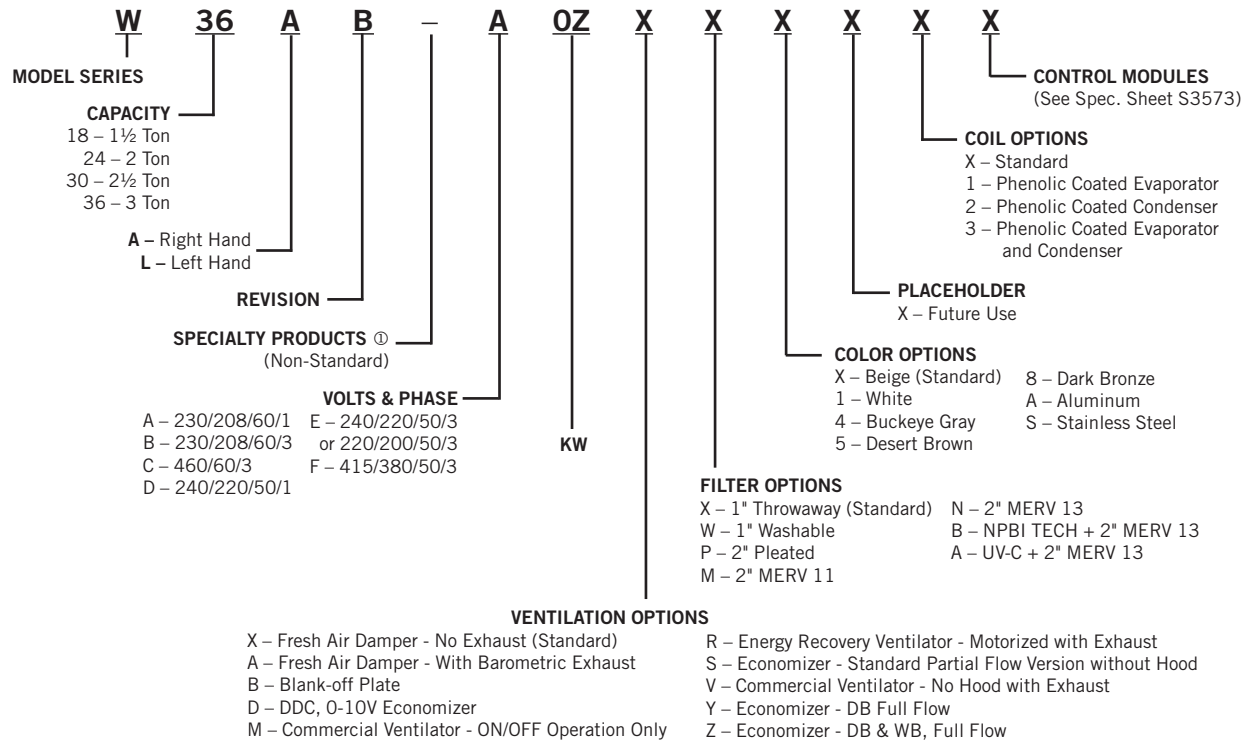 W 36 A B – A 0Z X X X X X X
MODEL SERIES
CAPACITY
18 – 1½ Ton
24 – 2 Ton
30 – 2½ Ton
36 – 3 Ton
A – Right Hand
L – Left Hand
REVISION
SPECIALTY PRODUCTS ①
(Non-Standard)
VOLTS & PHASE
A – 230/208/60/1
B – 230/208/60/3
C – 460/60/3
D – 240/220/50/1
E – 240/220/50/3
or 220/200/50/3
F – 415/380/50/3
KW
VENTILATION OPTIONS
X – Fresh Air Damper - No Exhaust (Standard)
A – Fresh Air Damper - With Barometric Exhaust
B – Blank-off Plate
D – DDC, 0-10V Economizer
M – Commercial Ventilator - ON/OFF Operation Only
R – Energy Recovery Ventilator - Motorized with Exhaust
S – Economizer - Standard Partial Flow Version without Hood
V – Commercial Ventilator - No Hood with Exhaust
Y – Economizer - DB Full Flow
Z – Economizer - DB & WB, Full Flow
FILTER OPTIONS
X – 1" Throwaway (Standard)
W – 1" Washable
P – 2" Pleated
M – 2" MERV 11
N – 2" MERV 13
B – NPBI TECH + 2" MERV 13
A – UV-C + 2" MERV 13
COLOR OPTIONS
X – Beige (Standard)
1 – White
4 – Buckeye Gray
5 – Desert Brown
8 – Dark Bronze
A – Aluminum
S – Stainless Steel
PLACEHOLDER
X – Future Use
COIL OPTIONS
X – Standard
1 – Phenolic Coated Evaporator
2 – Phenolic Coated Condenser
3 – Phenolic Coated Evaporator
and Condenser
CONTROL MODULES
(See Spec. Sheet S3573)